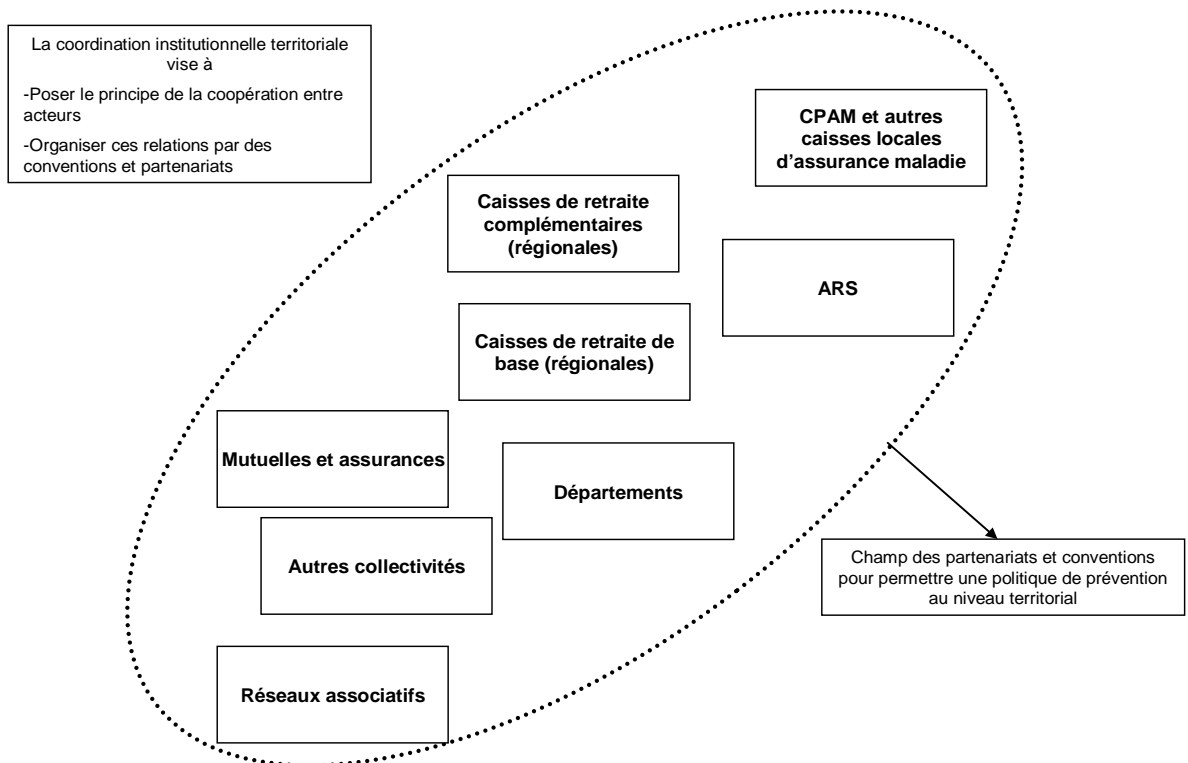 La coordination institutionnelle territoriale
vise à
-Poser le principe de la coopération entre
acteurs
-Organiser ces relations par des
conventions et partenariats
CPAM et autres
caisses locales
d'assurance maladie
Caisses de retraite
complémentaires
(régionales)
ARS
Caisses de retraite de
base (régionales)
Mutuelles et assurances
Départements
Autres collectivités
Champ des partenariats et conventions
pour permettre une politique de prévention
au niveau territorial
Réseaux associatifs